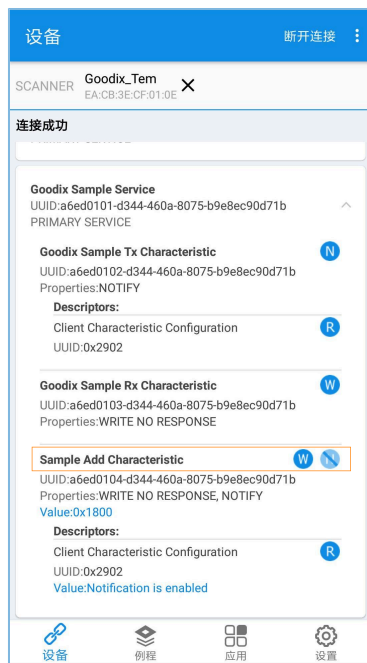 设备
断开连接
SCANNER
Goodix_Tem
EA:CB:3E:CF:01:0E
连接成功
Goodix Sample Service
UUID:a6ed0101-d344-460a-8075-b9e8ec90d71b
PRIMARY SERVICE
Goodix Sample Tx Characteristic N
UUID:a6ed0102-d344-460a-8075-b9e8ec90d71b
Properties:NOTIFY
Descriptors:
Client Characteristic Configuration R
UUID:0x2902
Goodix Sample Rx Characteristic W
UUID:a6ed0103-d344-460a-8075-b9e8ec90d71b
Properties:WRITE NO RESPONSE
Sample Add Characteristic W N
UUID:a6ed0104-d344-460a-8075-b9e8ec90d71b
Properties:WRITE NO RESPONSE, NOTIFY
Value:0x1800
Descriptors:
Client Characteristic Configuration R
UUID:0x2902
Value:Notification is enabled
设备
例程
应用
设置